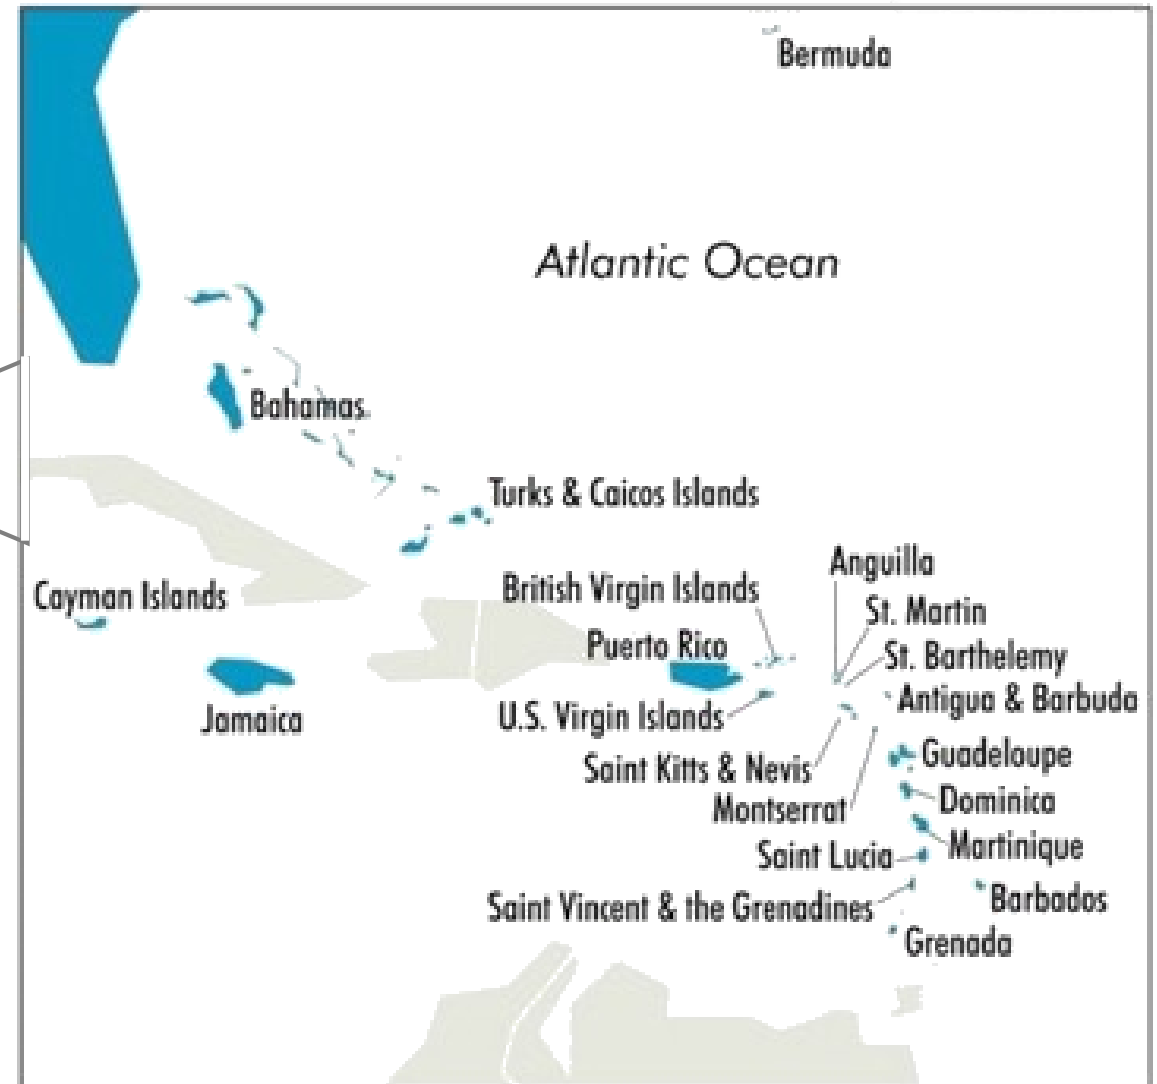 Bermuda
Atlantic Ocean
Bahamas
Turks & Caicos Islands
Anguilla
British Virgin Islands
Cayman Islands
St. Martin
Puerto Rico
St. Barthelemy
Antigua & Barbuda
U.S. Virgin Islands
Jamaica
Guadeloupe
Saint Kitts & Nevis
Dominica
Montserrat
Martinique
Saint Lucia
Barbados
Saint Vincent & the Grenadines
Grenada